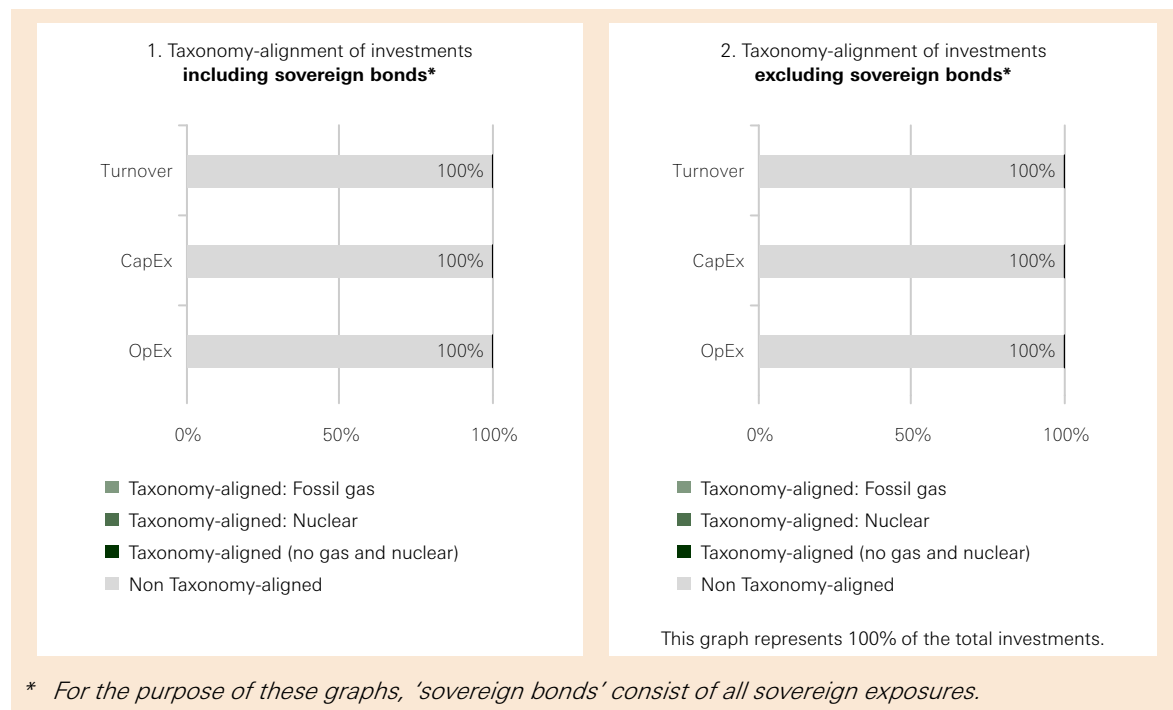 1. Taxonomy-alignment of investments
including sovereign bonds*
Turnover
100%
CapEx
100%
OpEx
100%
0%
50%
100%
Taxonomy-aligned: Fossil gas
Taxonomy-aligned: Nuclear
Taxonomy-aligned (no gas and nuclear)
Non Taxonomy-aligned
2. Taxonomy-alignment of investments
excluding sovereign bonds*
Turnover
100%
CapEx
100%
OpEx
100%
0%
50%
100%
Taxonomy-aligned: Fossil gas
Taxonomy-aligned: Nuclear
Taxonomy-aligned (no gas and nuclear)
Non Taxonomy-aligned
This graph represents 100% of the total investments.
* For the purpose of these graphs, ‘sovereign bonds’ consist of all sovereign exposures.